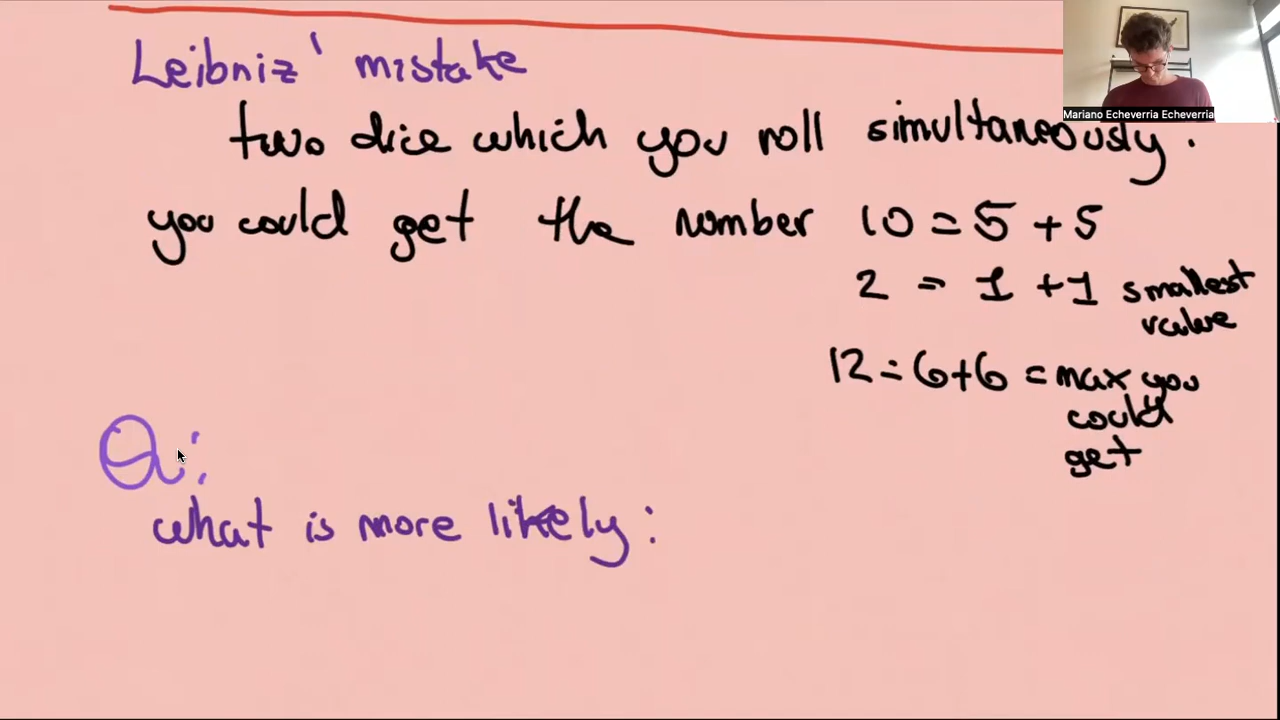 Leibniz' mistake
Mariano Echeverria Echeverria
two dice which you roll simultaneously.
you could get the number 10 = 5 + 5
2 = 1 + 1 smallest
value
12 = 6+6 = max you
could
get
Q:
what is more likely: